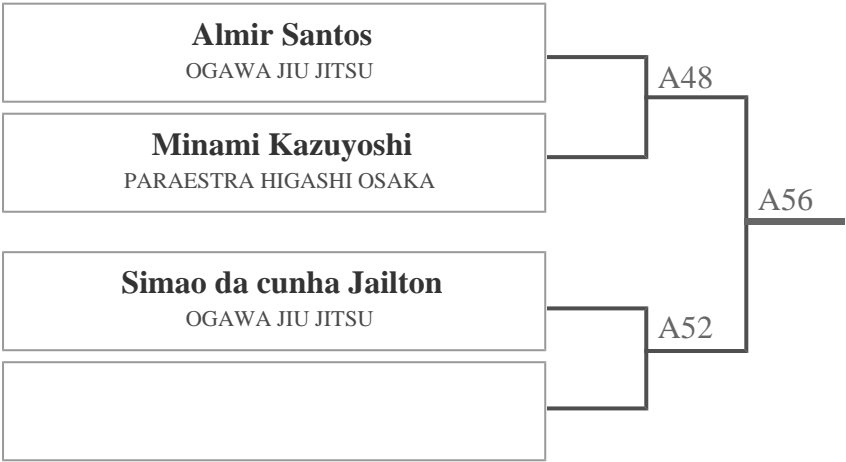 Almir Santos
OGAWA JIU JITSU
A48
Minami Kazuyoshi
PARAESTRA HIGASHI OSAKA
A56
Simao da cunha Jailton
OGAWA JIU JITSU
A52